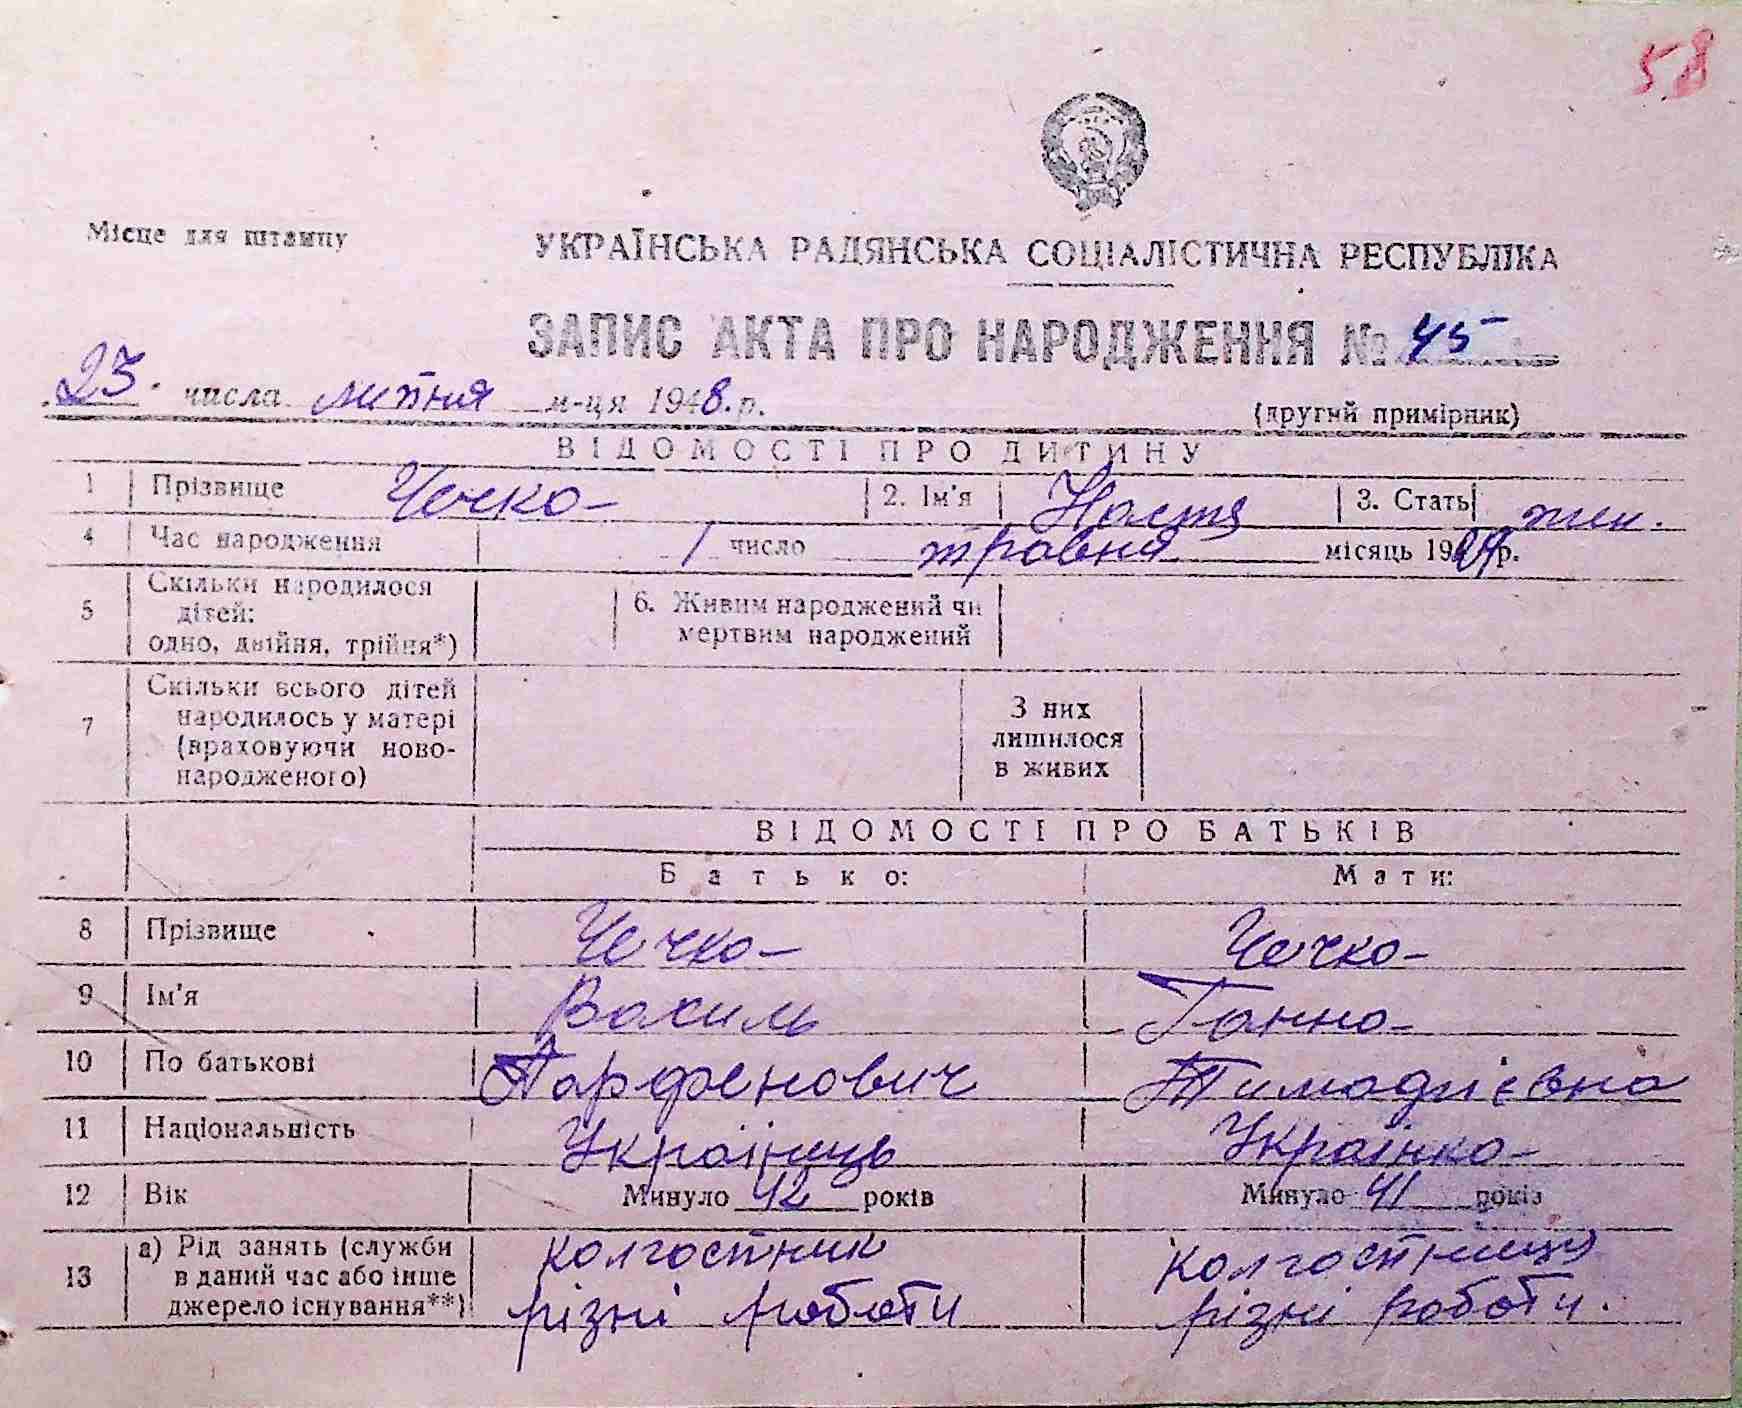 58
Місце для штампу
УКРАЇНСЬКА РАДЯНСЬКА СОЦІАЛІСТИЧНА РЕСПУБЛІКА
ЗАПИС АКТА ПРО НАРОДЖЕННЯ № 45
23. числа липня м-ця 1948.р.
(другий примірник)
ВІДОМОСТІ ПРО ДИТИНУ
1 Прізвище Чечко 2. Ім'я Настя 3. Стать жін.
4 Час народження 1 число травня місяць 19 р.
5 Скільки народилося дітей: одно, двійня, трійня*) 6. Живим народжений чи мертвим народжений
7 Скільки всього дітей народилось у матері (враховуючи ново-народженого) З них лишилося в живих
ВІДОМОСТІ ПРО БАТЬКІВ
Батько: Мати:
8 Прізвище Чечко Чечко
9 Ім'я Василь Ганна
10 По батькові Парфенович
11 Національність Українець Українка
12 Вік Минуло 42 років Минуло 41 років
13 а) Рід занять (служби в даний час або інше джерело існування**) колгоспник різні роботи колгоспниця різні роботи.